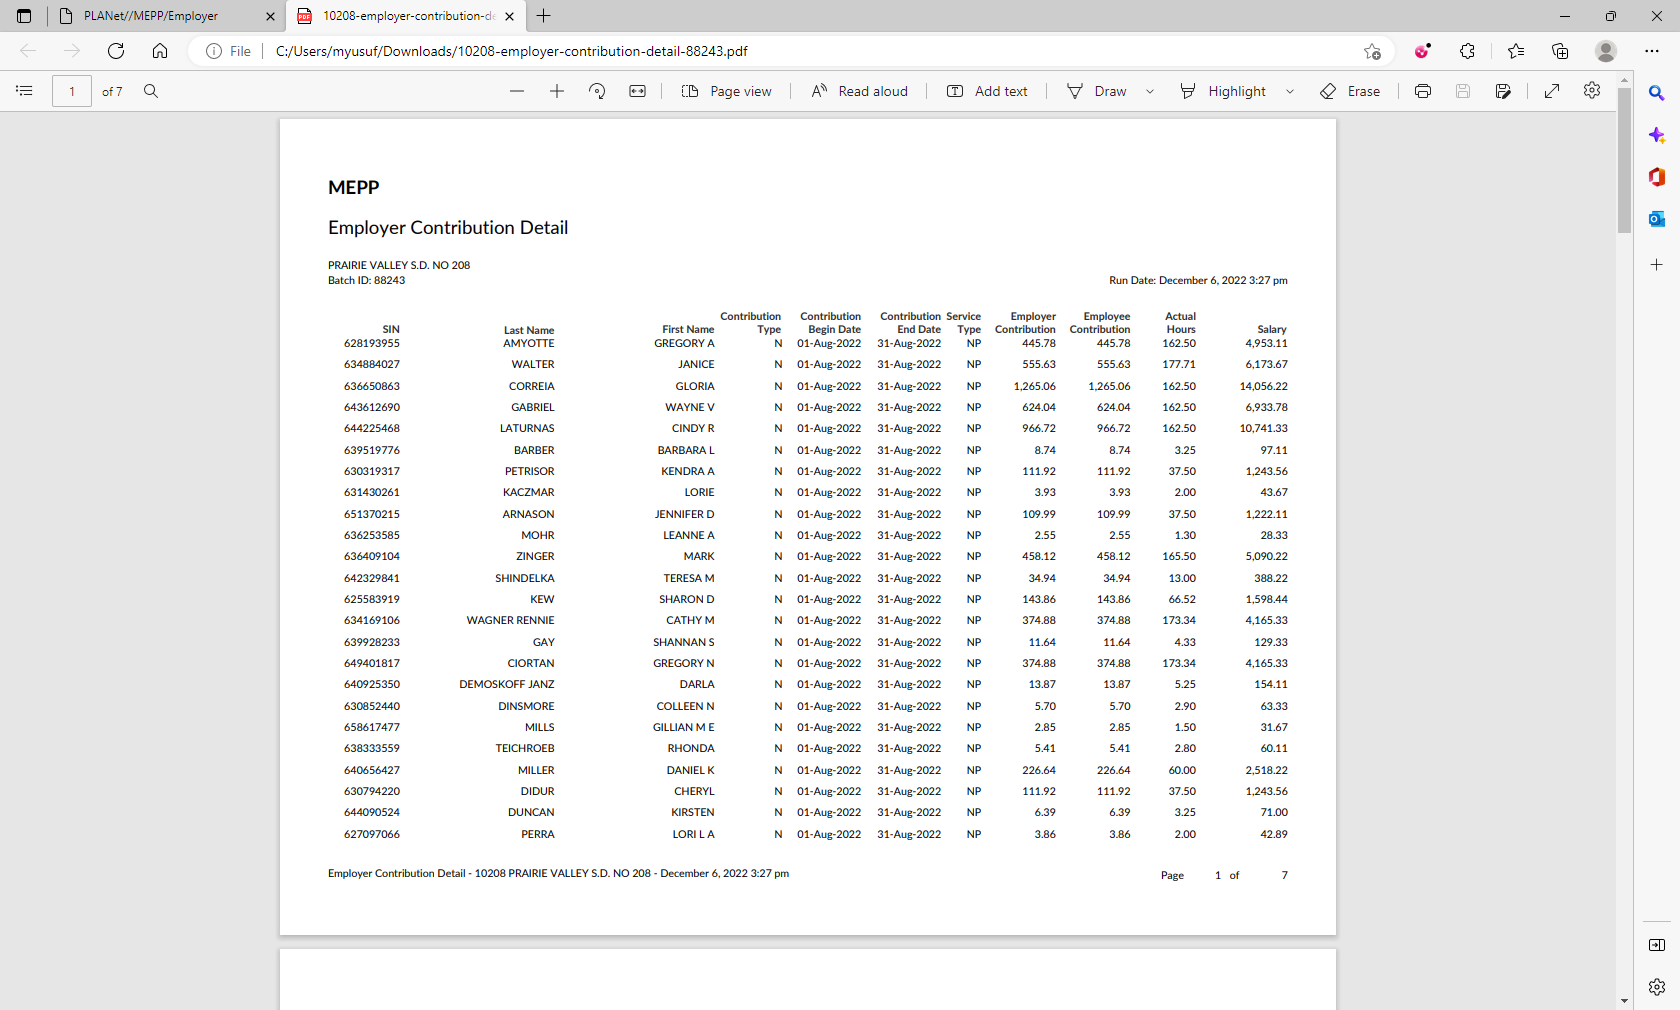 PLANet//MEPP/Employer
10208-employer-contribution-de
File C:/Users/myusuf/Downloads/10208-employer-contribution-detail-88243.pdf
1 of 7 Page view Read aloud Add text Draw Highlight Erase
MEPP
Employer Contribution Detail
PRAIRIE VALLEY S.D. NO 208
Batch ID: 88243 Run Date: December 6, 2022 3:27 pm
Contribution Contribution Contribution Service Employer Employee Actual
SIN Last Name First Name Type Begin Date End Date Type Contribution Contribution Hours Salary
628193955 AMYOTTE GREGORY A N 01-Aug-2022 31-Aug-2022 NP 445.78 445.78 162.50 4,953.11
634884027 WALTER JANICE N 01-Aug-2022 31-Aug-2022 NP 555.63 555.63 177.71 6,173.67
636650863 CORREIA GLORIA N 01-Aug-2022 31-Aug-2022 NP 1,265.06 1,265.06 162.50 14,056.22
643612690 GABRIEL WAYNE V N 01-Aug-2022 31-Aug-2022 NP 624.04 624.04 162.50 6,933.78
644225468 LATURNAS CINDY R N 01-Aug-2022 31-Aug-2022 NP 966.72 966.72 162.50 10,741.33
639519776 BARBER BARBARA L N 01-Aug-2022 31-Aug-2022 NP 8.74 8.74 3.25 97.11
630319317 PETRISOR KENDRA A N 01-Aug-2022 31-Aug-2022 NP 111.92 111.92 37.50 1,243.56
631430261 KACZMAR LORIE N 01-Aug-2022 31-Aug-2022 NP 3.93 3.93 2.00 43.67
651370215 ARNASON JENNIFER D N 01-Aug-2022 31-Aug-2022 NP 109.99 109.99 37.50 1,222.11
636253585 MOHR LEANNE A N 01-Aug-2022 31-Aug-2022 NP 2.55 2.55 1.30 28.33
636409104 ZINGER MARK N 01-Aug-2022 31-Aug-2022 NP 458.12 458.12 165.50 5,090.22
642329841 SHINDELKA TERESA M N 01-Aug-2022 31-Aug-2022 NP 34.94 34.94 13.00 388.22
625583919 KEW SHARON D N 01-Aug-2022 31-Aug-2022 NP 143.86 143.86 66.52 1,598.44
634169106 WAGNER RENNIE CATHY M N 01-Aug-2022 31-Aug-2022 NP 374.88 374.88 173.34 4,165.33
639928233 GAY SHANNAN S N 01-Aug-2022 31-Aug-2022 NP 11.64 11.64 4.33 129.33
649401817 CIORTAN GREGORY N N 01-Aug-2022 31-Aug-2022 NP 374.88 374.88 173.34 4,165.33
640925350 DEMOSKOFF JANZ DARLA N 01-Aug-2022 31-Aug-2022 NP 13.87 13.87 5.25 154.11
630852440 DINSMORE COLLEEN N N 01-Aug-2022 31-Aug-2022 NP 5.70 5.70 2.90 63.33
658617477 MILLS GILLIAN M E N 01-Aug-2022 31-Aug-2022 NP 2.85 2.85 1.50 31.67
638333559 TEICHROEB RHONDA N 01-Aug-2022 31-Aug-2022 NP 5.41 5.41 2.80 60.11
640656427 MILLER DANIEL K N 01-Aug-2022 31-Aug-2022 NP 226.64 226.64 60.00 2,518.22
630794220 DIDUR CHERYL N 01-Aug-2022 31-Aug-2022 NP 111.92 111.92 37.50 1,243.56
644090524 DUNCAN KIRSTEN N 01-Aug-2022 31-Aug-2022 NP 6.39 6.39 3.25 71.00
627097066 PERRA LORI L A N 01-Aug-2022 31-Aug-2022 NP 3.86 3.86 2.00 42.89
Employer Contribution Detail - 10208 PRAIRIE VALLEY S.D. NO 208 - December 6, 2022 3:27 pm Page 1 of 7